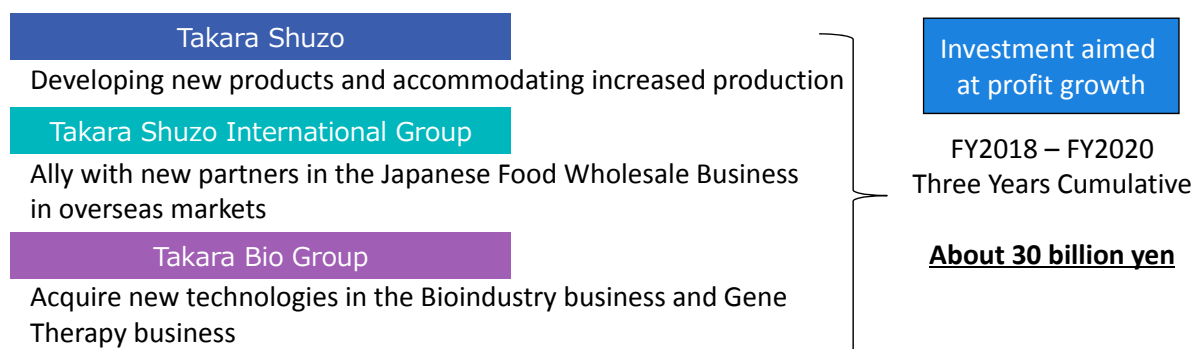 Takara Shuzo
Developing new products and accommodating increased production
Takara Shuzo International Group
Ally with new partners in the Japanese Food Wholesale Business
in overseas markets
Takara Bio Group
Acquire new technologies in the Bioindustry business and Gene
Therapy business
Investment aimed
at profit growth
FY2018 – FY2020
Three Years Cumulative
About 30 billion yen